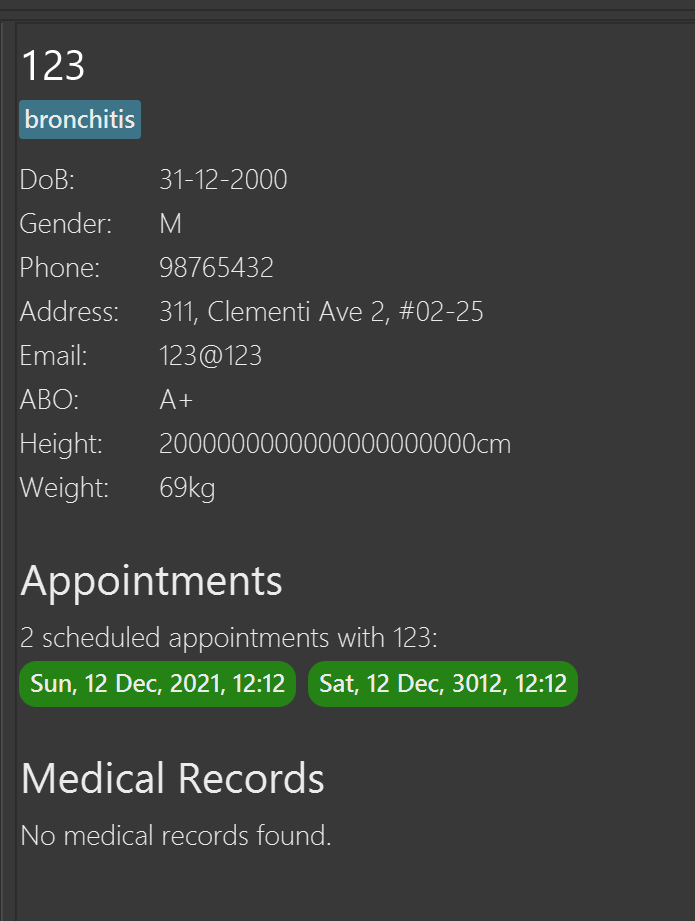 123
bronchitis
DoB: 31-12-2000
Gender: M
Phone: 98765432
Address: 311, Clementi Ave 2, #02-25
Email: 123@123
ABO: A+
Height: 2000000000000000000000cm
Weight: 69kg
Appointments
2 scheduled appointments with 123:
Sun, 12 Dec, 2021, 12:12 Sat, 12 Dec, 3012, 12:12
Medical Records
No medical records found.